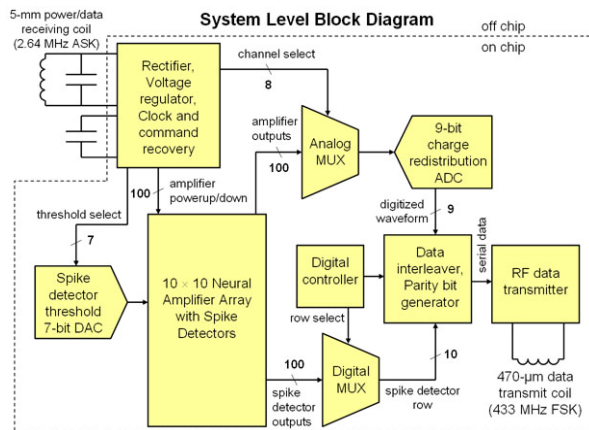 System Level Block Diagram
5-mm power/data
receiving coil
(2.64 MHz ASK)
off chip
on chip
Rectifier,
Voltage
regulator,
Clock and
command
recovery
channel select
8
amplifier
outputs
100
Analog
MUX
9-bit
charge
redistribution
ADC
100
amplifier
powerup/down
threshold select
7
digitized
waveform
9
serial data
Spike
detector
threshold
7-bit DAC
10 × 10 Neural
Amplifier Array
with Spike
Detectors
Digital
controller
Data
interleaver,
Parity bit
generator
RF data
transmitter
row select
100
spike
detector
outputs
Digital
MUX
10
spike detector
row
470-μm data
transmit coil
(433 MHz FSK)